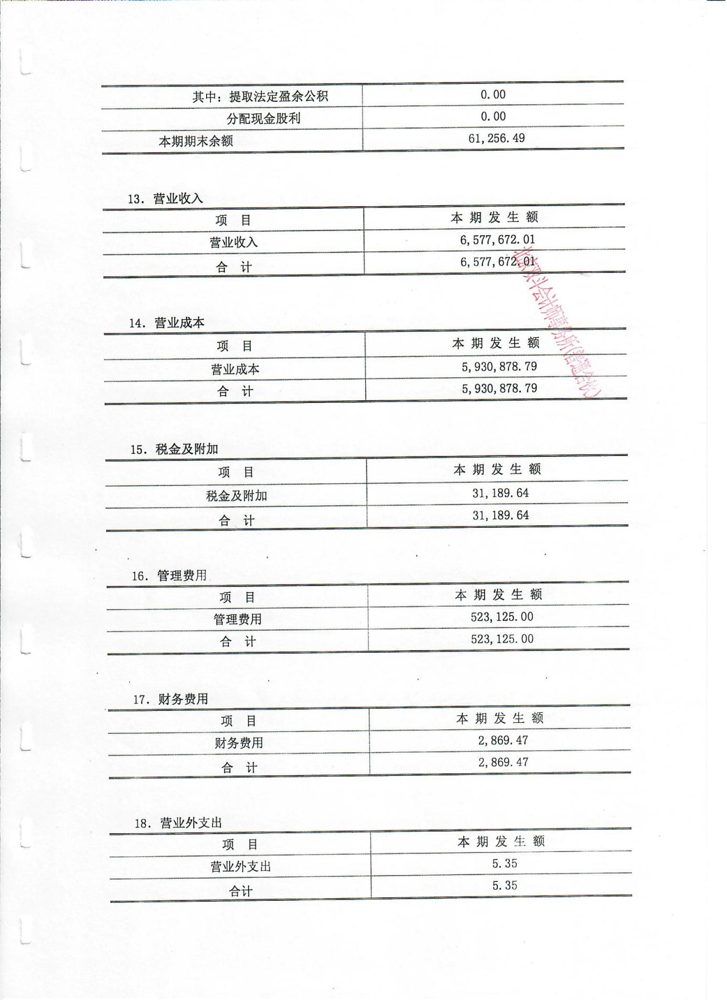 其中：提取法定盈余公积 0.00
分配现金股利 0.00
本期期末余额 61,256.49
13. 营业收入
项 目 本 期 发 生 额
营业收入 6,577,672.01
合 计 6,577,672.01
北京双斗会计师事务所(普通合伙)
14. 营业成本
项 目 本 期 发 生 额
营业成本 5,930,878.79
合 计 5,930,878.79
15. 税金及附加
项 目 本 期 发 生 额
税金及附加 31,189.64
合 计 31,189.64
16. 管理费用
项 目 本 期 发 生 额
管理费用 523,125.00
合 计 523,125.00
17. 财务费用
项 目 本 期 发 生 额
财务费用 2,869.47
合 计 2,869.47
18. 营业外支出
项 目 本 期 发 生 额
营业外支出 5.35
合计 5.35